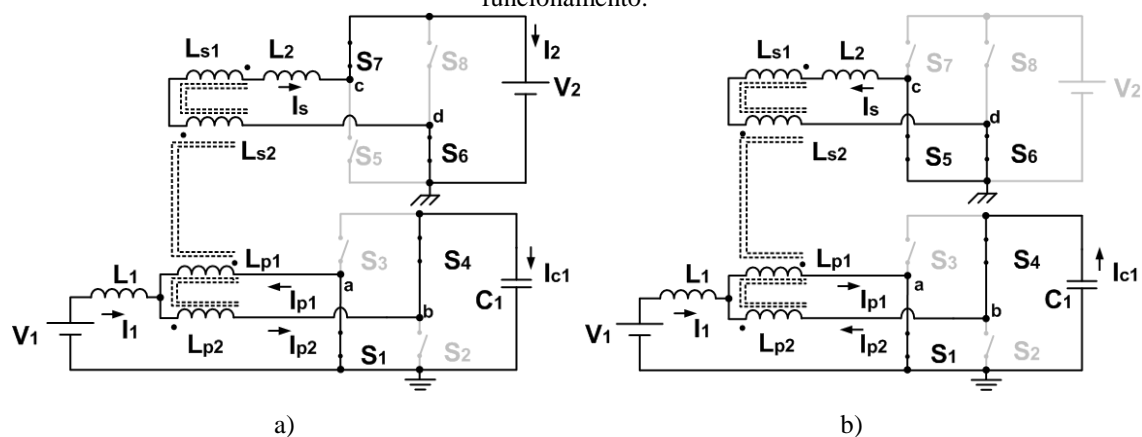 funcionamento.
Ls1 L2 S7 S8 I2
c V2
Is
d
Ls2 S5 S6
L1 Lp1 S3 S4 Ic1
a
Ip1 C1
V1 I1 b
Ip2
Lp2 S1 S2
a)
Ls1 L2 S7 S8
c V2
Is
d
Ls2 S5 S6
L1 Lp1 S3 S4 Ic1
a
Ip1 C1
V1 I1 b
Ip2
Lp2 S1 S2
b)